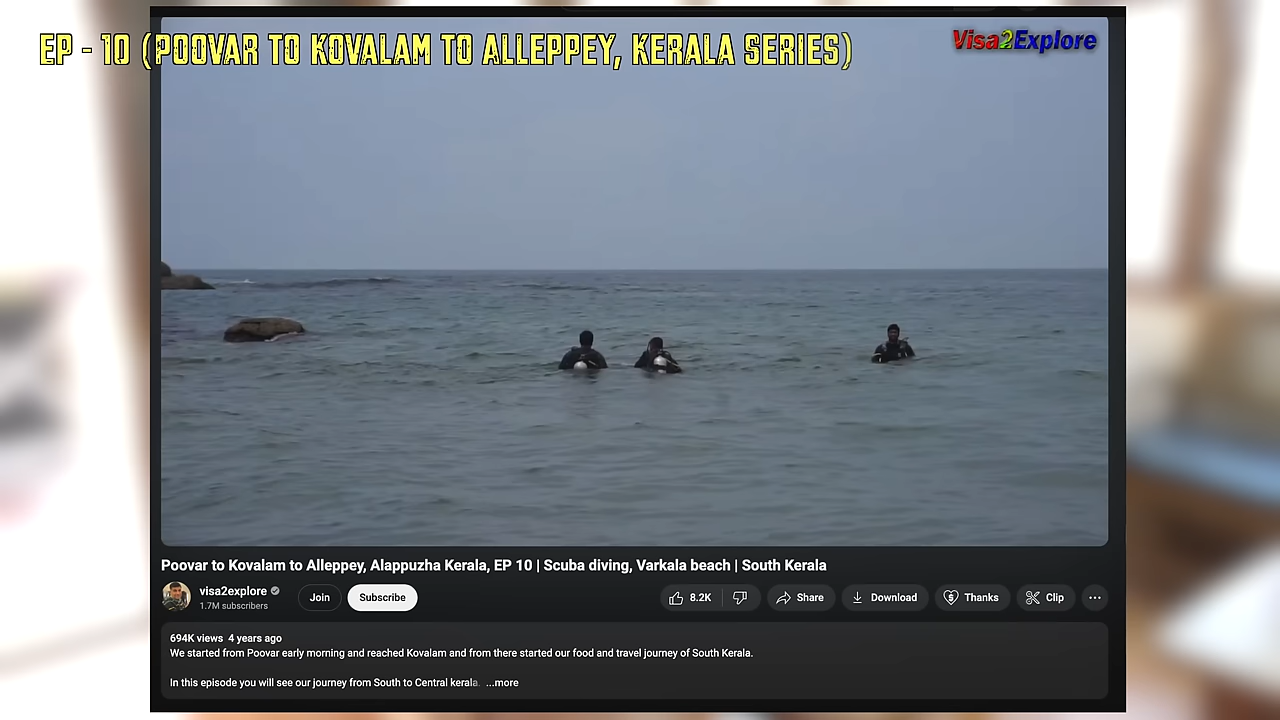 EP - 10 (POOVAR TO KOVALAM TO ALLEPPEY, KERALA SERIES)
Visa2Explore
Poovar to Kovalam to Alleppey, Alappuzha Kerala, EP 10 | Scuba diving, Varkala beach | South Kerala
visa2explore
1.7M subscribers
Join
Subscribe
8.2K
Share
Download
Thanks
Clip
694K views 4 years ago
We started from Poovar early morning and reached Kovalam and from there started our food and travel journey of South Kerala.
In this episode you will see our journey from South to Central kerala. ...more